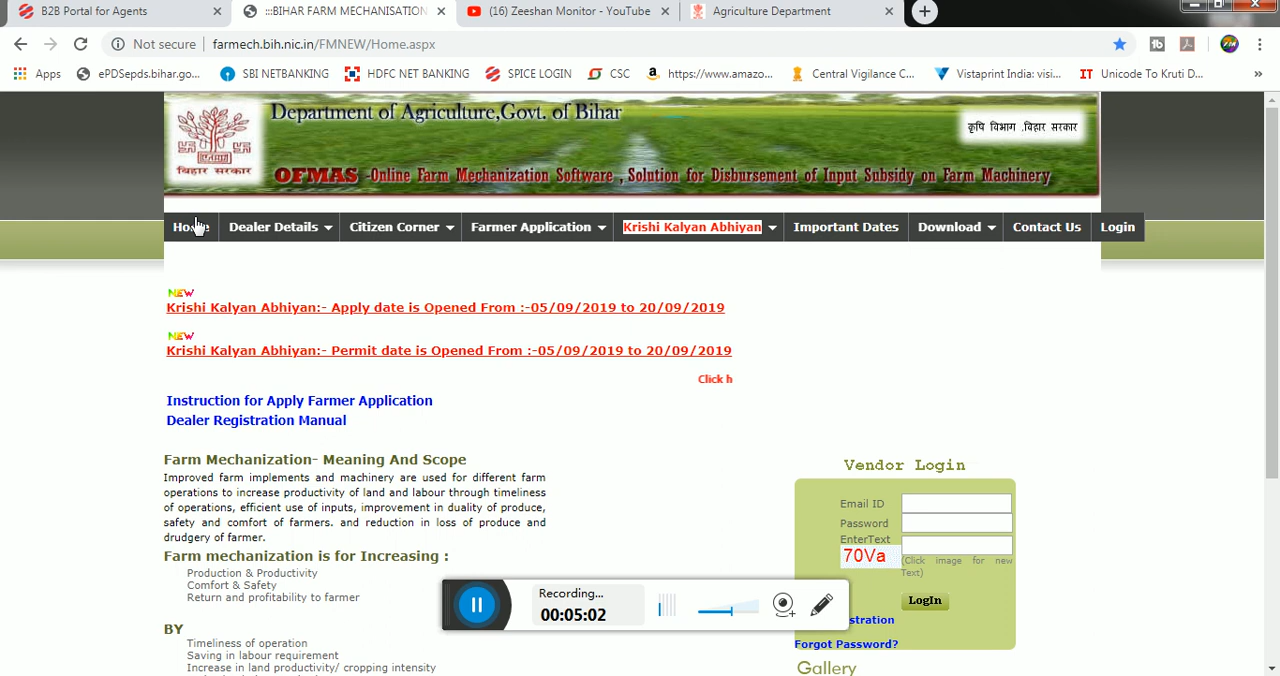 B2B Portal for Agents
:::BIHAR FARM MECHANISATION
(16) Zeeshan Monitor - YouTube
Agriculture Department
Not secure
farmech.bih.nic.in/FMNEW/Home.aspx
Apps
ePDSepds.bihar.go...
SBI NETBANKING
HDFC NET BANKING
SPICE LOGIN
CSC
https://www.amazo...
Central Vigilance C...
Vistaprint India: visi...
Unicode To Kruti D...
Department of Agriculture,Govt. of Bihar
कृषि विभाग ,बिहार सरकार
बिहार सरकार
OFMAS -Online Farm Mechanization Software , Solution for Disbursement of Input Subsidy on Farm Machinery
Home
Dealer Details
Citizen Corner
Farmer Application
Krishi Kalyan Abhiyan
Important Dates
Download
Contact Us
Login
NEW
Krishi Kalyan Abhiyan:- Apply date is Opened From :-05/09/2019 to 20/09/2019
NEW
Krishi Kalyan Abhiyan:- Permit date is Opened From :-05/09/2019 to 20/09/2019
Click h
Instruction for Apply Farmer Application
Dealer Registration Manual
Farm Mechanization- Meaning And Scope
Improved farm implements and machinery are used for different farm
operations to increase productivity of land and labour through timeliness
of operations, efficient use of inputs, improvement in quality of produce,
safety and comfort of farmers. and reduction in loss of produce and
drudgery of farmer.
Farm mechanization is for Increasing :
Production & Productivity
Comfort & Safety
Return and profitability to farmer
BY
Timeliness of operation
Saving in labour requirement
Increase in land productivity/ cropping intensity
Vendor Login
Email ID
Password
EnterText
70Va
(Click image for new
Text)
LogIn
stration
Forgot Password?
Gallery
Recording...
00:05:02